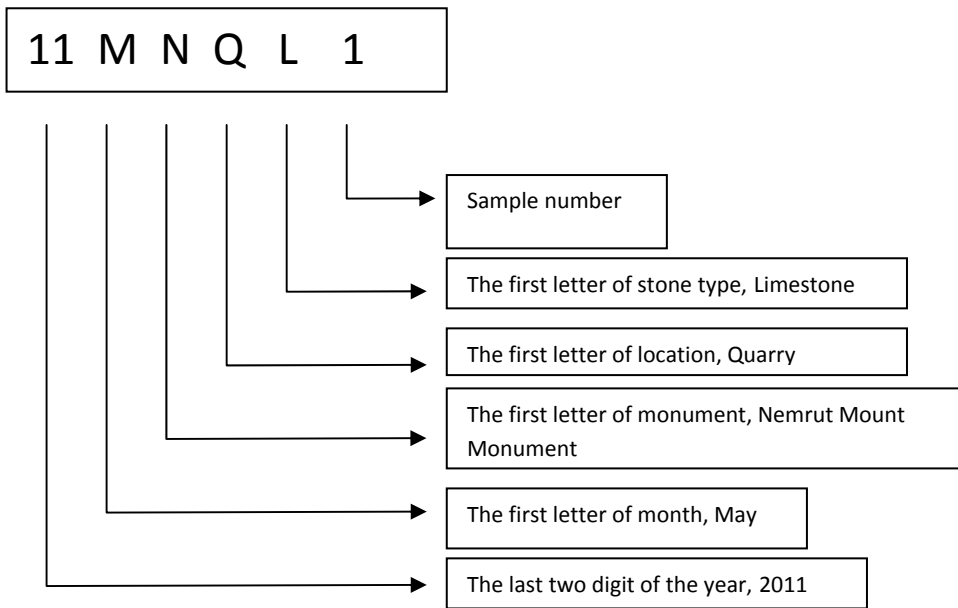 11 M N Q L 1
Sample number
The first letter of stone type, Limestone
The first letter of location, Quarry
The first letter of monument, Nemrut Mount
Monument
The first letter of month, May
The last two digit of the year, 2011